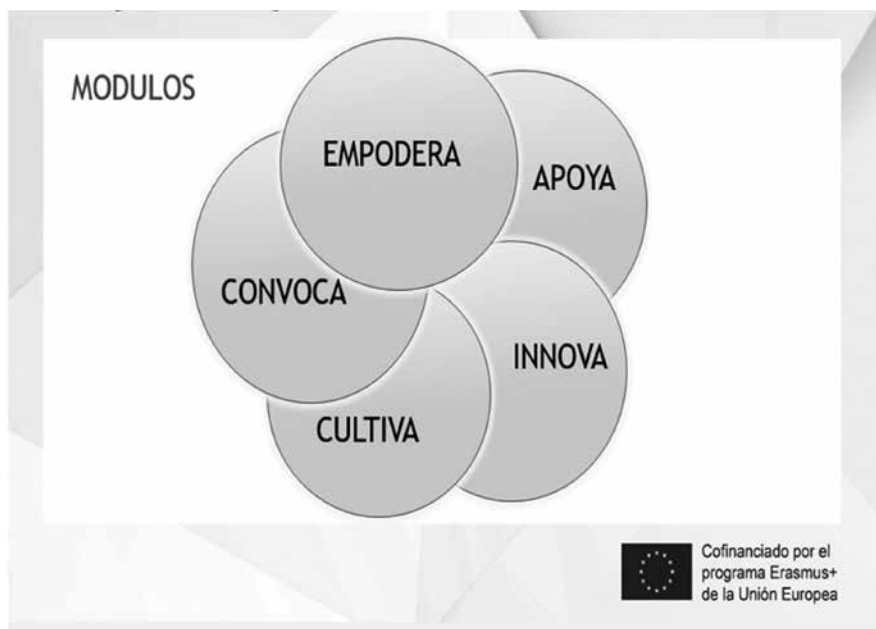 MODULOS
EMPODERA
APOYA
CONVOCA
INNOVA
CULTIVA
Cofinanciado por el
programa Erasmus+
de la Unión Europea